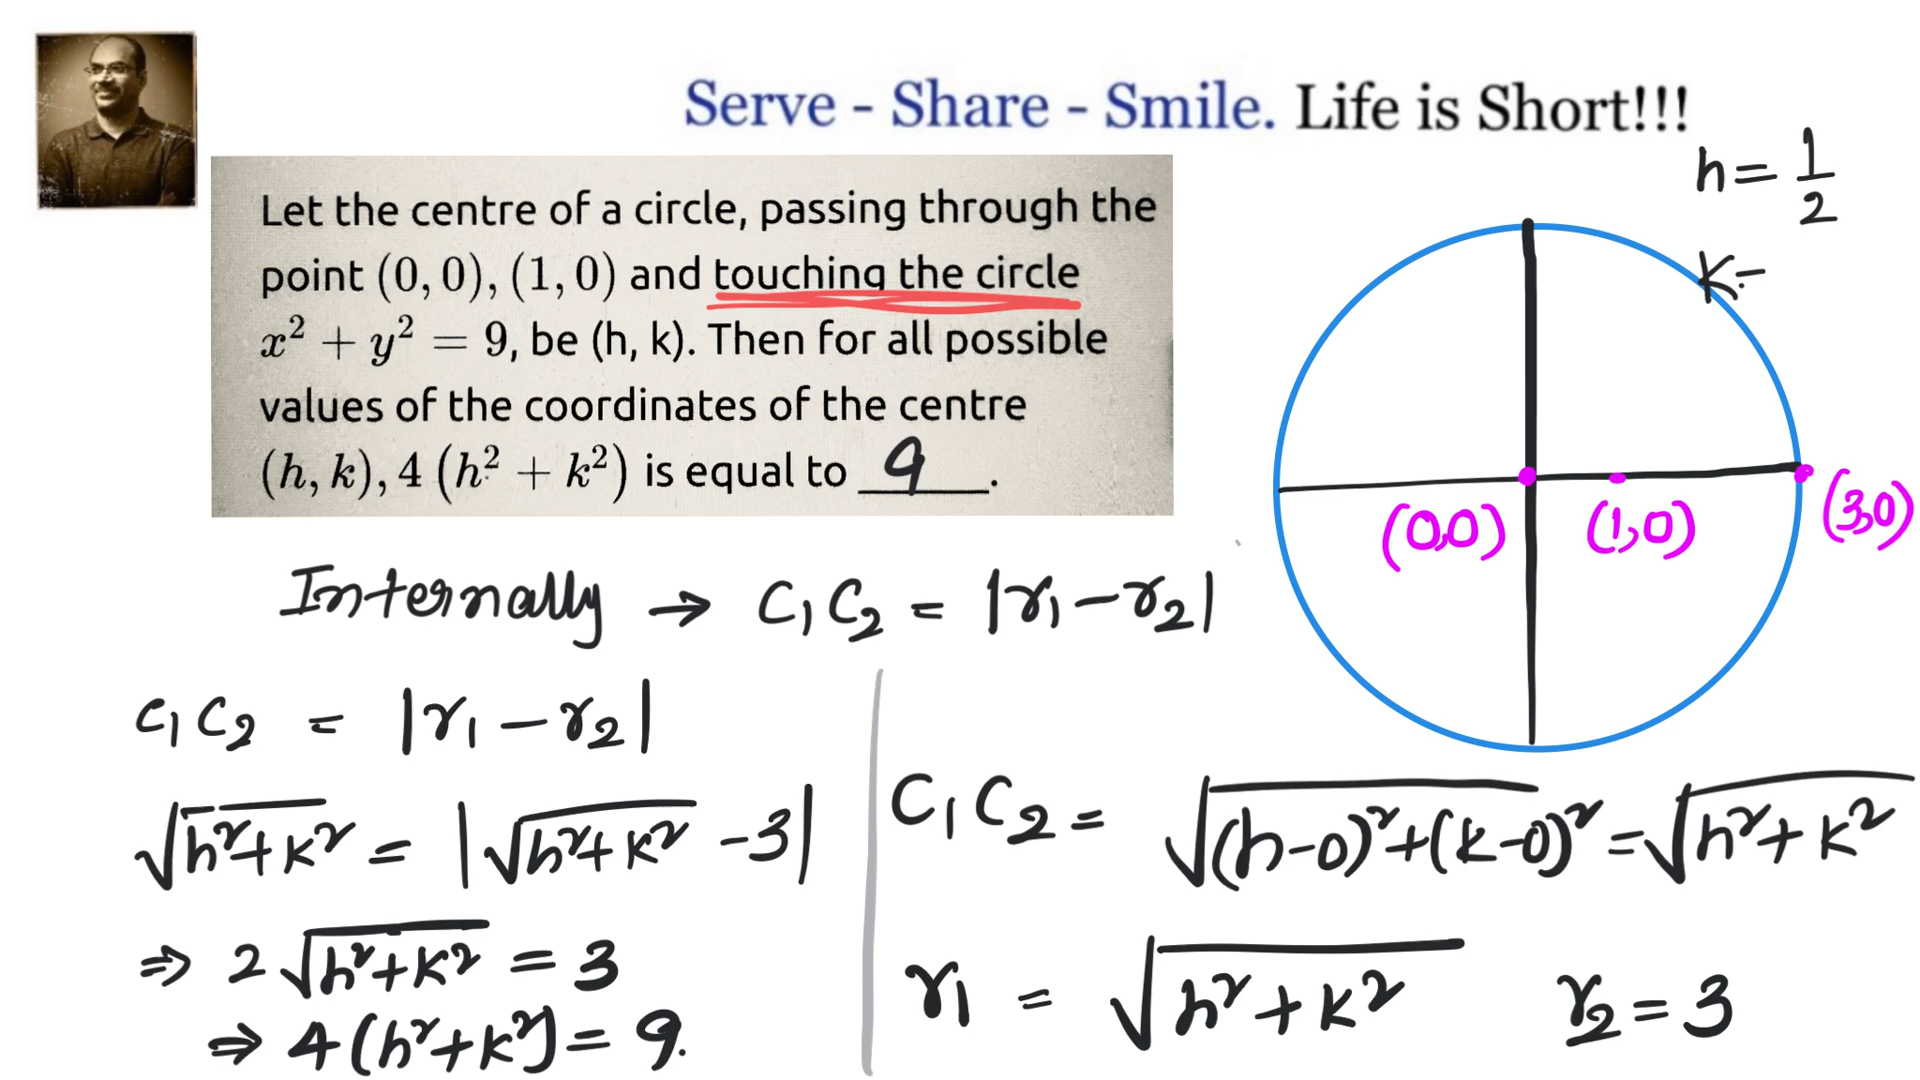 Serve - Share - Smile. Life is Short!!!
h = 1/2
K=
Let the centre of a circle, passing through the
point (0, 0), (1, 0) and touching the circle
x² + y² = 9, be (h, k). Then for all possible
values of the coordinates of the centre
(h, k), 4 (h² + k²) is equal to __9__.
(0,0) (1,0) (3,0)
Internally → C₁C₂ = |r₁ - r₂|
C₁C₂ = |r₁ - r₂|
√(h²+k²) = |√(h²+k²) - 3|
⇒ 2√(h²+k²) = 3
⇒ 4(h²+k²) = 9.
C₁C₂ = √((h-0)²+(k-0)²) = √(h²+k²)
r₁ = √(h²+k²) r₂ = 3